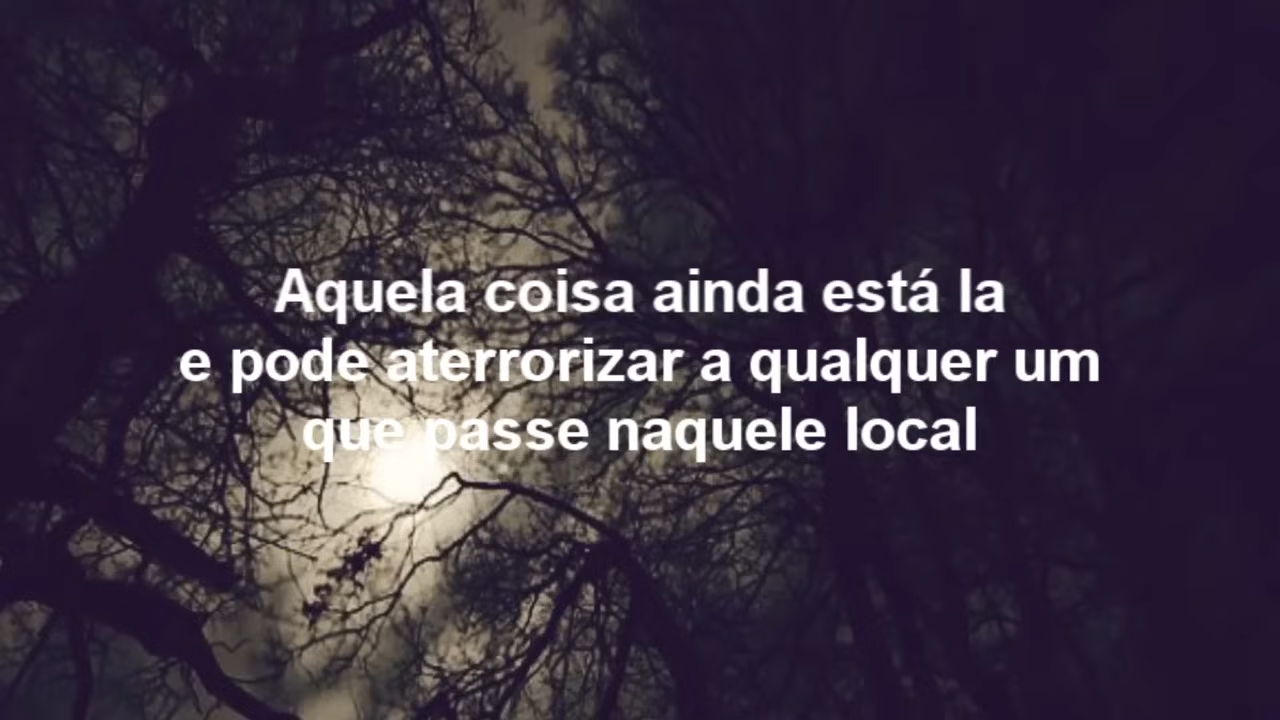 Aquela coisa ainda está la
e pode aterrorizar a qualquer um
que passe naquele local